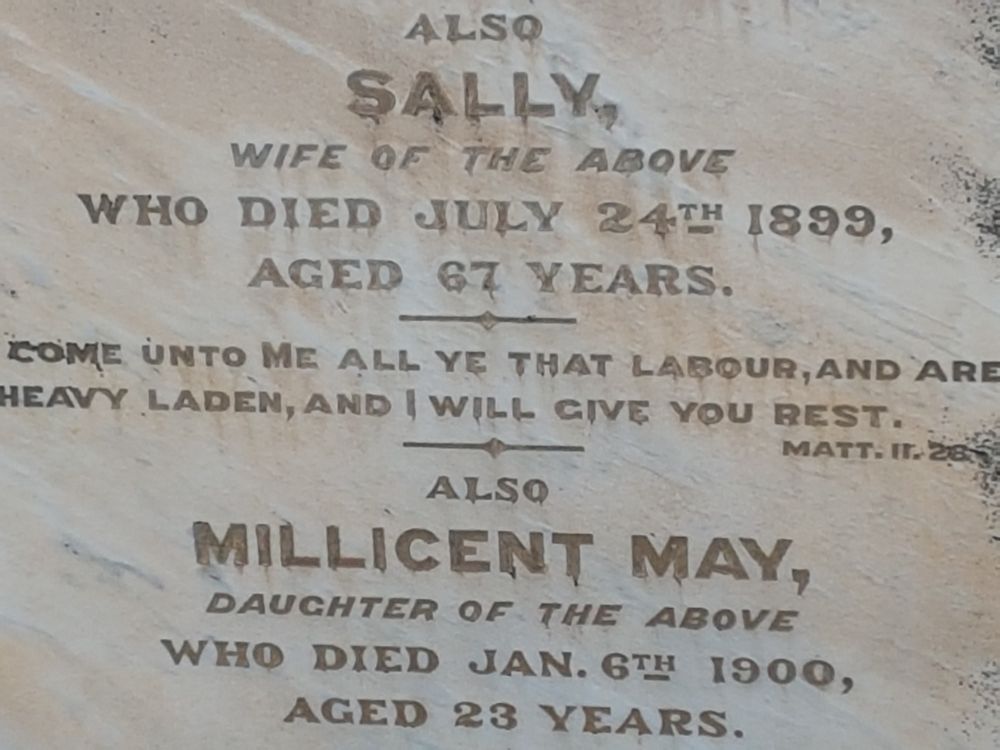 ALSO
SALLY,
WIFE OF THE ABOVE
WHO DIED JULY 24TH 1899,
AGED 67 YEARS.
COME UNTO ME ALL YE THAT LABOUR, AND ARE
HEAVY LADEN, AND I WILL GIVE YOU REST.
MATT. 11. 28.
ALSO
MILLICENT MAY,
DAUGHTER OF THE ABOVE
WHO DIED JAN. 6TH 1900,
AGED 23 YEARS.